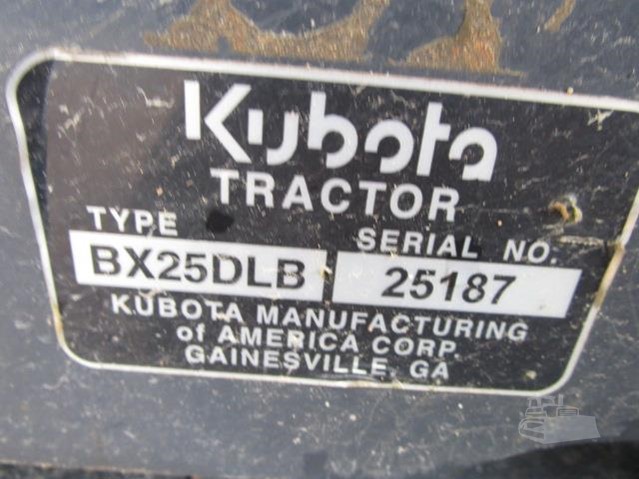 Kubota
TRACTOR
TYPE SERIAL NO.
BX25DLB 25187
KUBOTA MANUFACTURING
of AMERICA CORP.
GAINESVILLE, GA